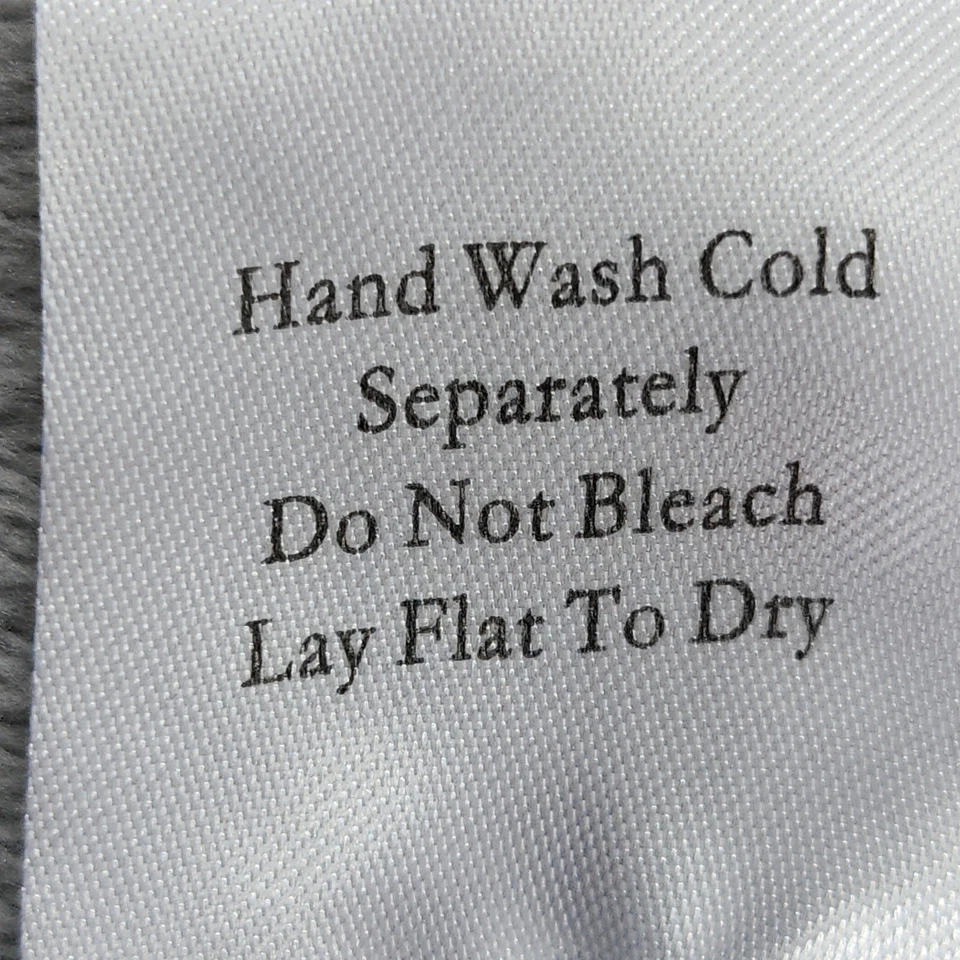 Hand Wash Cold
Separately
Do Not Bleach
Lay Flat To Dry